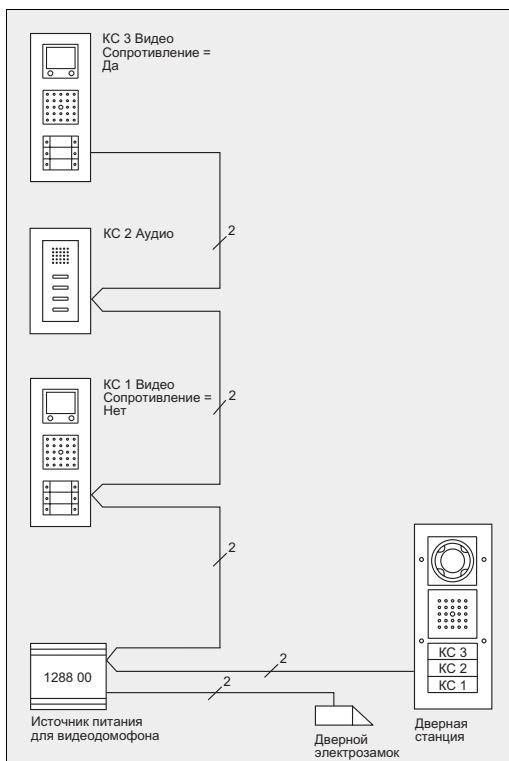 КС 3 Видео
Сопротивление =
Да
2
КС 2 Аудио
КС 1 Видео
Сопротивление =
Нет
2
2
1288 00
2
2
КС 3
КС 2
КС 1
Источник питания
для видеодомофона
Дверной
электрозамок
Дверная
станция